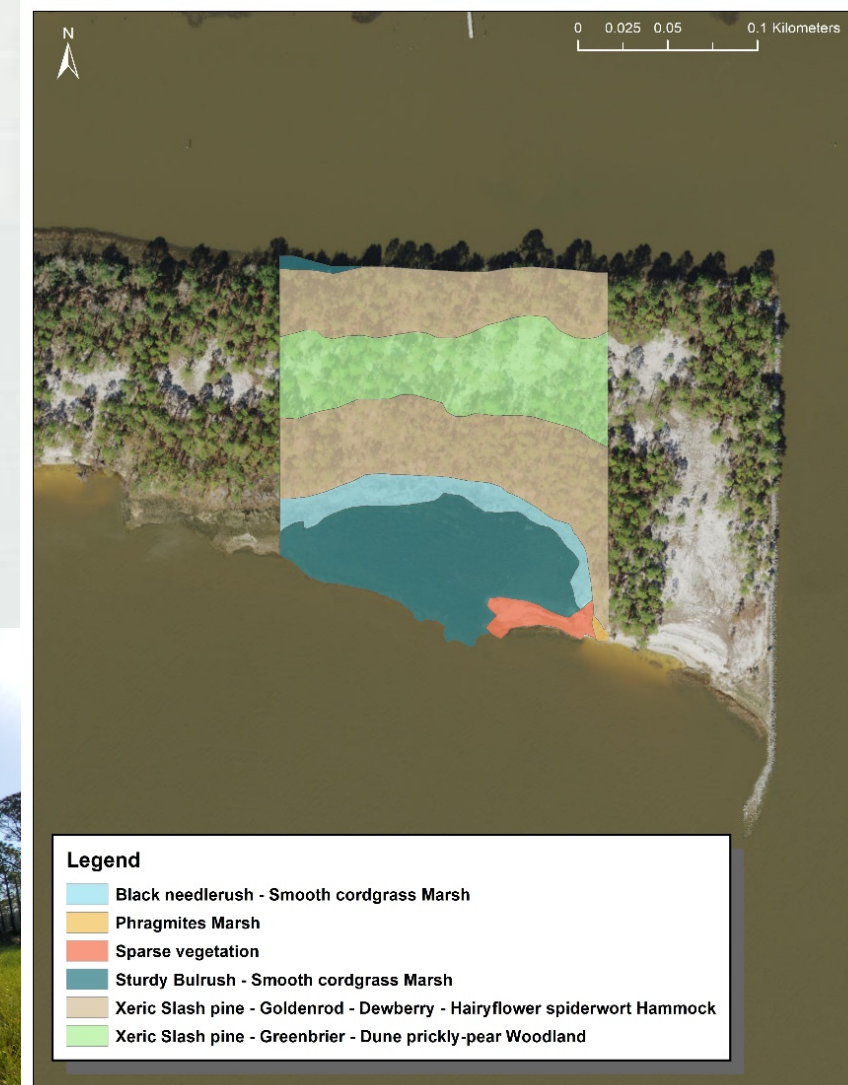 N
0 0.025 0.05 0.1 Kilometers
Legend
Black needlerush - Smooth cordgrass Marsh
Phragmites Marsh
Sparse vegetation
Sturdy Bulrush - Smooth cordgrass Marsh
Xeric Slash pine - Goldenrod - Dewberry - Hairyflower spiderwort Hammock
Xeric Slash pine - Greenbrier - Dune prickly-pear Woodland